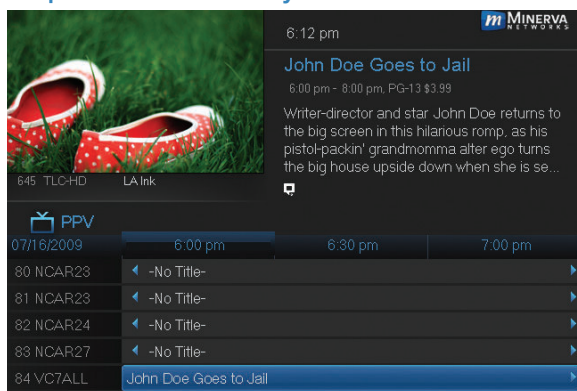 6:12 pm
m MINERVA
NETWORKS
John Doe Goes to Jail
6:00 pm - 8:00 pm, PG-13 $3.99
Writer-director and star John Doe returns to
the big screen in this hilarious romp, as his
pistol-packin' grandmomma alter ego turns
the big house upside down when she is se...
645 TLC-HD LA Ink
PPV
07/16/2009 6:00 pm 6:30 pm 7:00 pm
80 NCAR23 -No Title-
81 NCAR23 -No Title-
82 NCAR24 -No Title-
83 NCAR27 -No Title-
84 VC7ALL John Doe Goes to Jail